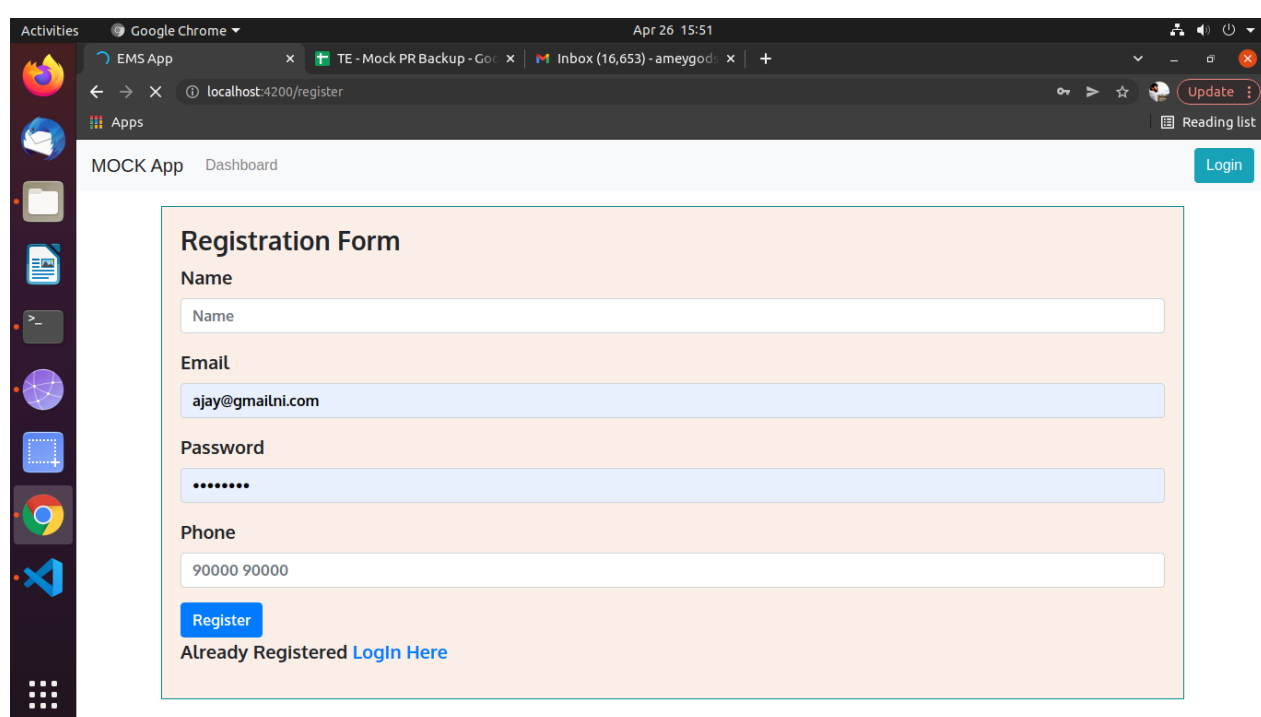 Activities Google Chrome Apr 26 15:51
EMS App TE - Mock PR Backup - Goo Inbox (16,653) - ameygods
localhost:4200/register Update
Apps Reading list
MOCK App Dashboard Login
Registration Form
Name
Name
Email
ajay@gmailni.com
Password
••••••••
Phone
90000 90000
Register
Already Registered LogIn Here